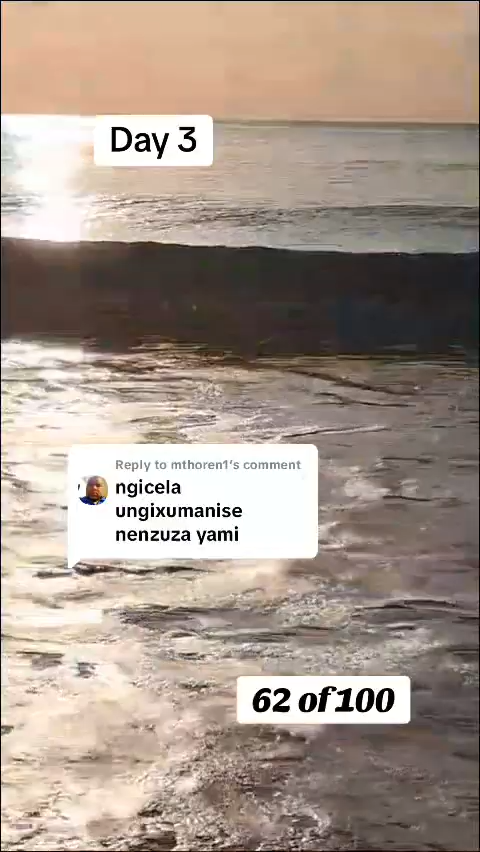 Day 3
Reply to mthoren1's comment
ngicela
ungixumanise
nenzuza yami
62 of 100